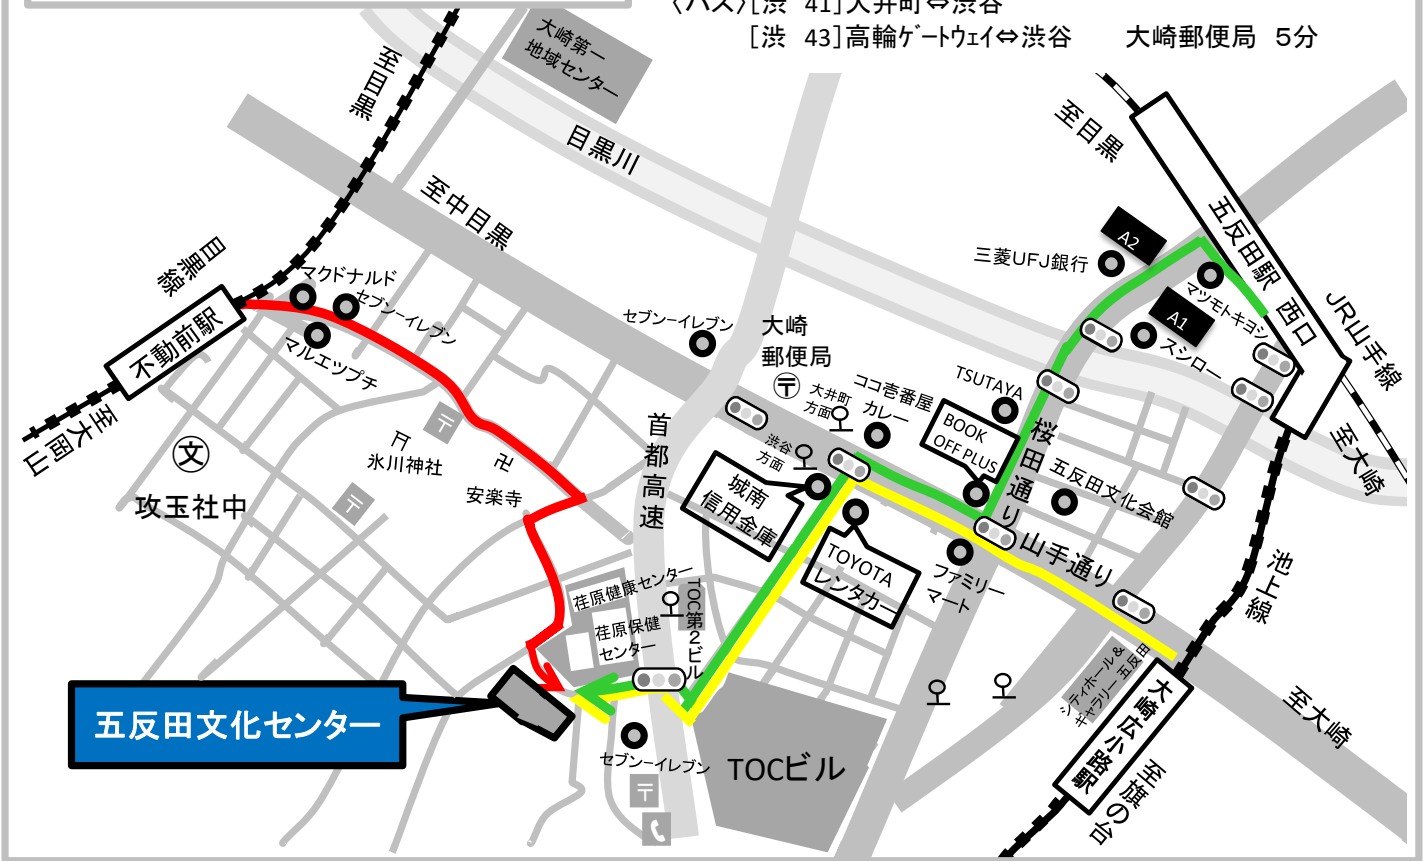 〈バス〉[渋 41]大井町⇔渋谷
[渋 43]高輪ｹﾞｰﾄｳｪｲ⇔渋谷 大崎郵便局 5分
大崎第一
地域センター
至目黒
目黒川
至目黒
至中目黒
五反田駅 西口
A2
三菱UFJ銀行
マツモトキヨシ
A1
スシロー
JR山手線
目黒線
マクドナルド
セブン-イレブン
不動前駅
マルエツプチ
セブン-イレブン
大崎
郵便局
〒
大井町
方面
ココ壱番屋
カレー
TSUTAYA
BOOK
OFF PLUS
桜田通り
至大岡山
〒
氷川神社
卍
安楽寺
文
攻玉社中
〒
首都高速
渋谷
方面
城南
信用金庫
五反田文化会館
至大崎
TOYOTA
レンタカー
ファミリー
マート
山手通り
池上線
荏原健康センター
荏原保健
センター
TOC第2ビル
シティホール＆
ギャラリー 五反田
大崎広小路駅
至大崎
五反田文化センター
セブン-イレブン
TOCビル
至旗の台
〒